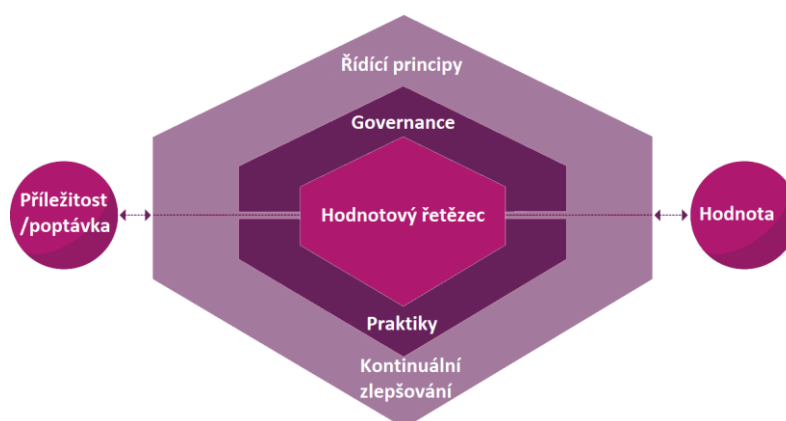 Řídící principy
Governance
Příležitost
/poptávka
Hodnotový řetězec
Hodnota
Praktiky
Kontinuální
zlepšování